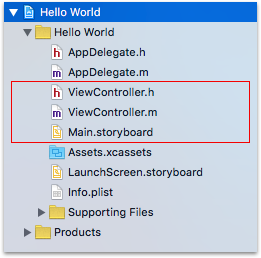 Hello World
Hello World
AppDelegate.h
AppDelegate.m
ViewController.h
ViewController.m
Main.storyboard
Assets.xcassets
LaunchScreen.storyboard
Info.plist
Supporting Files
Products